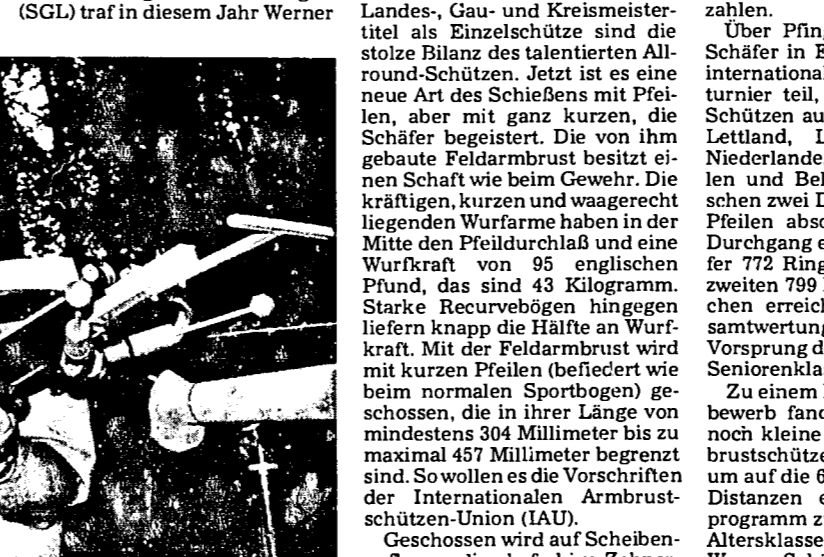 (SGL) traf in diesem Jahr Werner
Landes-, Gau- und Kreismeister-
titel als Einzelschütze sind die
stolze Bilanz des talentierten All-
round-Schützen. Jetzt ist es eine
neue Art des Schießens mit Pfei-
len, aber mit ganz kurzen, die
Schäfer begeistert. Die von ihm
gebaute Feldarmbrust besitzt ei-
nen Schaft wie beim Gewehr. Die
kräftigen, kurzen und waagerecht
liegenden Wurfarme haben in der
Mitte den Pfeildurchlaß und eine
Wurfkraft von 95 englischen
Pfund, das sind 43 Kilogramm.
Starke Recurvebögen hingegen
liefern knapp die Hälfte an Wurf-
kraft. Mit der Feldarmbrust wird
mit kurzen Pfeilen (befiedert wie
beim normalen Sportbogen) ge-
schossen, die in ihrer Länge von
mindestens 304 Millimeter bis zu
maximal 457 Millimeter begrenzt
sind. So wollen es die Vorschriften
der Internationalen Armbrust-
schützen-Union (IAU).
Geschossen wird auf Scheiben-
zahlen.
Über Pfing
Schäfer in E
international
turnier teil,
Schützen au
Lettland, L
Niederlande
len und Bel
schen zwei D
Pfeilen abso
Durchgang e
fer 772 Ring
zweiten 799
chen erreich
samtwertung
Vorsprung d
Seniorenkla
Zu einem
bewerb fand
noch kleine
brustschütze
um auf die 6
Distanzen e
programm z
Altersklasse